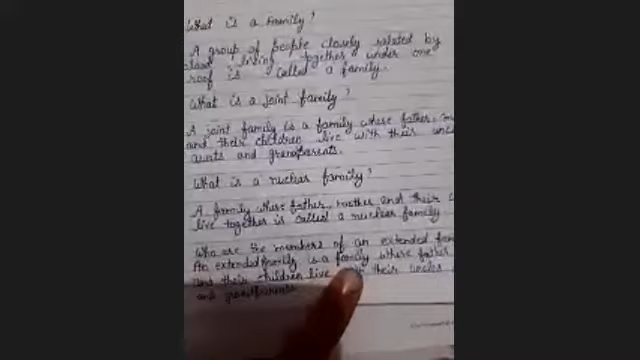 What is a Family?
A group of people closely related by
blood living together under one
roof is called a family.
What is a joint family?
A joint family is a family where father,
and their children live with their
aunts and grandparents.
What is a nuclear family?
A family where father, mother and their
live together is called a nuclear family
Who are the members of an extended
An extended family is a family where father
and their children live their uncles
and grandparents